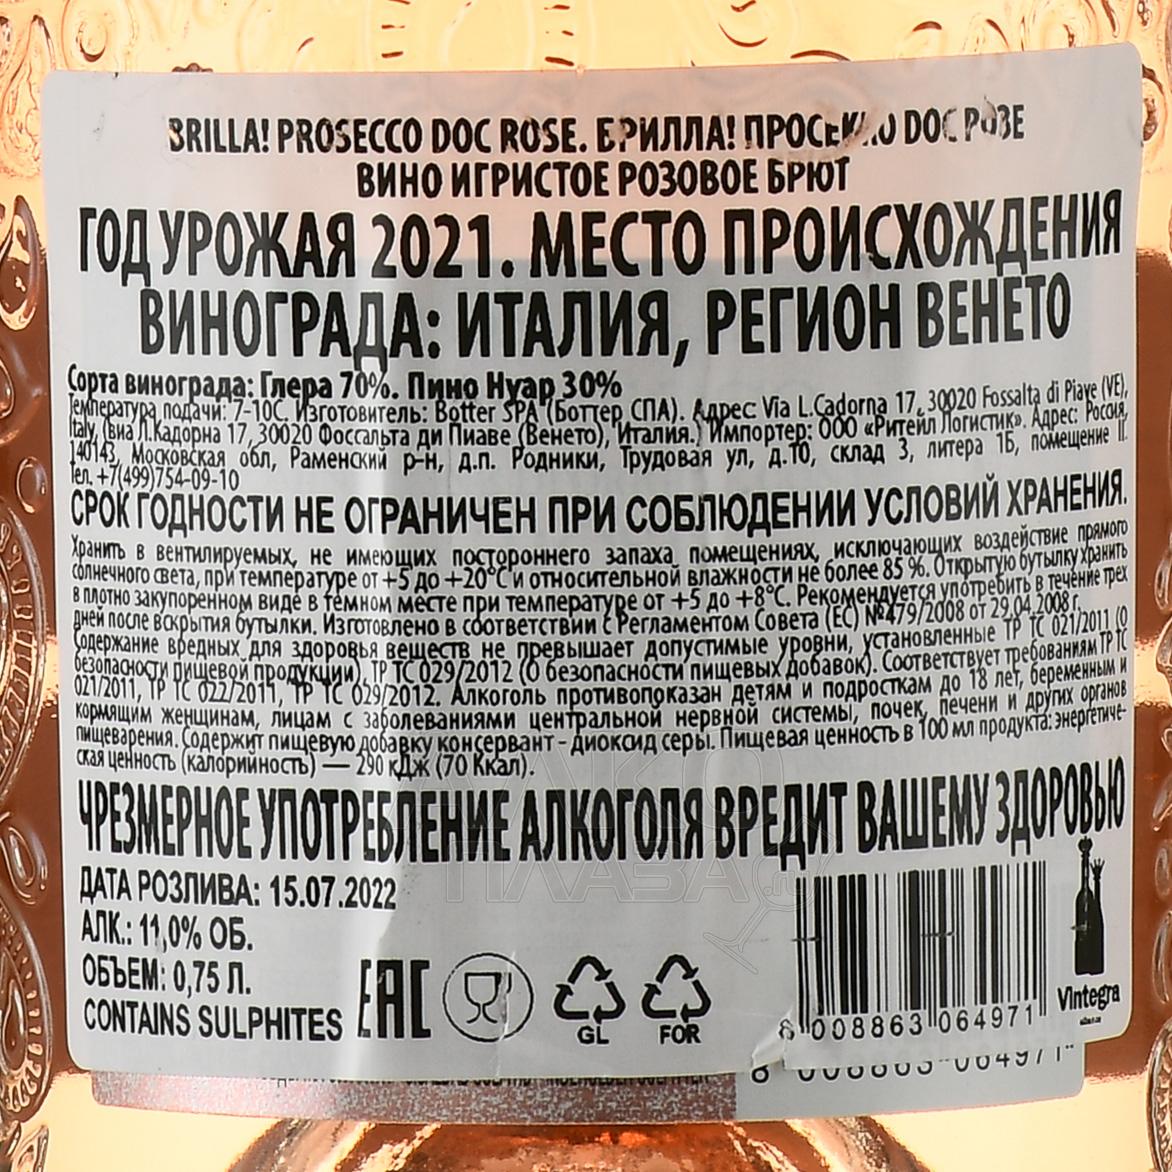 BRILLA! PROSECCO DOC ROSE. БРИЛЛА! ПРОСЕККО DOC РОЗЕ
ВИНО ИГРИСТОЕ РОЗОВОЕ БРЮТ
ГОД УРОЖАЯ 2021. МЕСТО ПРОИСХОЖДЕНИЯ
ВИНОГРАДА: ИТАЛИЯ, РЕГИОН ВЕНЕТО
Сорта винограда: Глера 70%. Пино Нуар 30%
Температура подачи: 7-10С. Изготовитель: Botter SPA (Боттер СПА). Адрес: Via L.Cadorna 17, 30020 Fossalta di Piave (VE),
Italy, (виа Л.Кадорна 17, 30020 Фоссальта ди Пиаве (Венето), Италия.) Импортер: ООО «Ритейл Логистик». Адрес: Россия,
140143, Московская обл, Раменский р-н, д.п. Родники, Трудовая ул, д.10, склад 3, литера 1Б, помещение II.
Тел. +7(499)754-09-10
СРОК ГОДНОСТИ НЕ ОГРАНИЧЕН ПРИ СОБЛЮДЕНИИ УСЛОВИЙ ХРАНЕНИЯ.
Хранить в вентилируемых, не имеющих постороннего запаха помещениях, исключающих воздействие прямого
солнечного света, при температуре от +5 до +20°С и относительной влажности не более 85 %. Открытую бутылку хранить
в плотно закупоренном виде в темном месте при температуре от +5 до +8°С. Рекомендуется употребить в течение трех
дней после вскрытия бутылки. Изготовлено в соответствии с Регламентом Совета (ЕС) №479/2008 от 29.04.2008 г.
Содержание вредных для здоровья веществ не превышает допустимые уровни, установленные ТР ТС 021/2011 (О
безопасности пищевой продукции), ТР ТС 029/2012 (О безопасности пищевых добавок). Соответствует требованиям ТР ТС
021/2011, ТР ТС 022/2011, ТР ТС 029/2012. Алкоголь противопоказан детям и подросткам до 18 лет, беременным и
кормящим женщинам, лицам с заболеваниями центральной нервной системы, почек, печени и других органов
пищеварения. Содержит пищевую добавку консервант - диоксид серы. Пищевая ценность в 100 мл продукта: энергетиче-
ская ценность (калорийность) — 290 кДж (70 Ккал).
ЧРЕЗМЕРНОЕ УПОТРЕБЛЕНИЕ АЛКОГОЛЯ ВРЕДИТ ВАШЕМУ ЗДОРОВЬЮ
ДАТА РОЗЛИВА: 15.07.2022
АЛК.: 11,0% ОБ.
ОБЪЕМ: 0,75 Л.
CONTAINS SULPHITES
EAC
GL
FOR
8 008863 064971
Vintegra
8 008863 064971
АЛКО
ПЛАЗА.ru